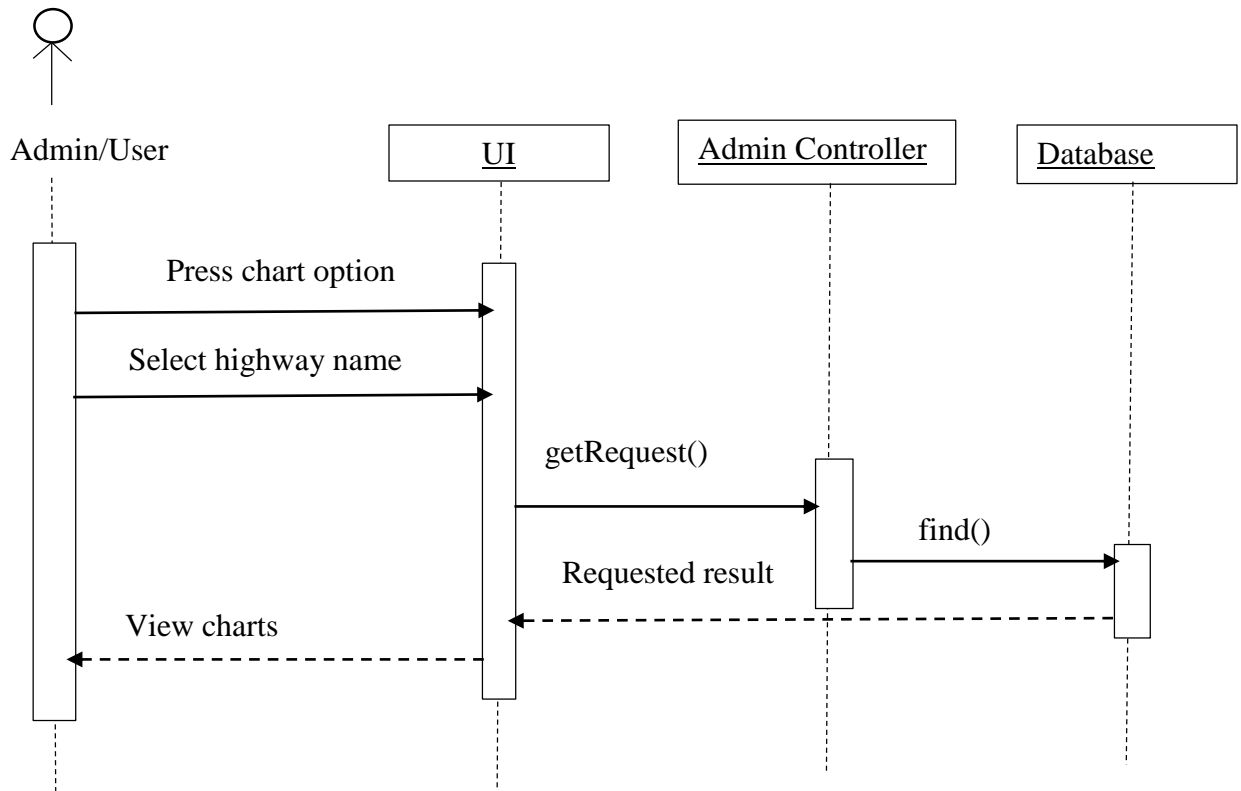 Admin/User
UI
Admin Controller
Database
Press chart option
Select highway name
getRequest()
find()
Requested result
View charts